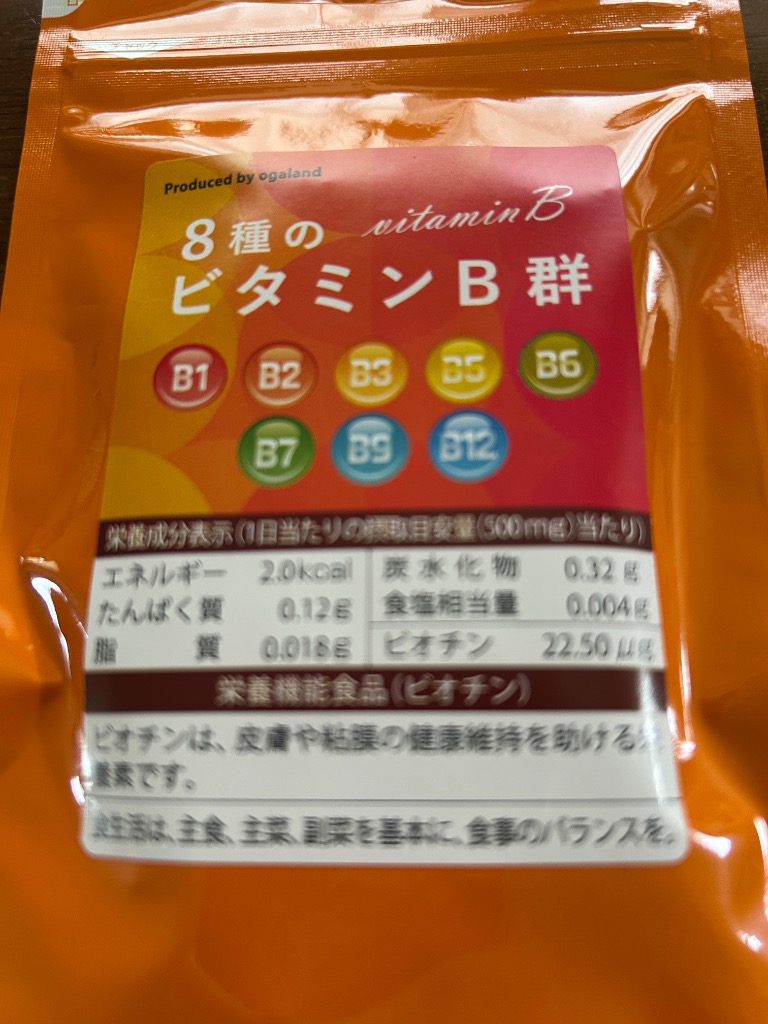 チャック
Produced by ogaland
vitamin B
8種の
ビタミンB群
B1 B2 B3 B5 B6
B7 B9 B12
栄養成分表示(1日当たりの摂取目安量(500mg)当たり)
エネルギー 2.0kcal
たんぱく質 0.12g
脂質 0.018g
炭水化物 0.32g
食塩相当量 0.004g
ビオチン 22.50μg
栄養機能食品(ビオチン)
ビオチンは、皮膚や粘膜の健康維持を助ける栄
養素です。
食生活は、主食、主菜、副菜を基本に、食事のバランスを。